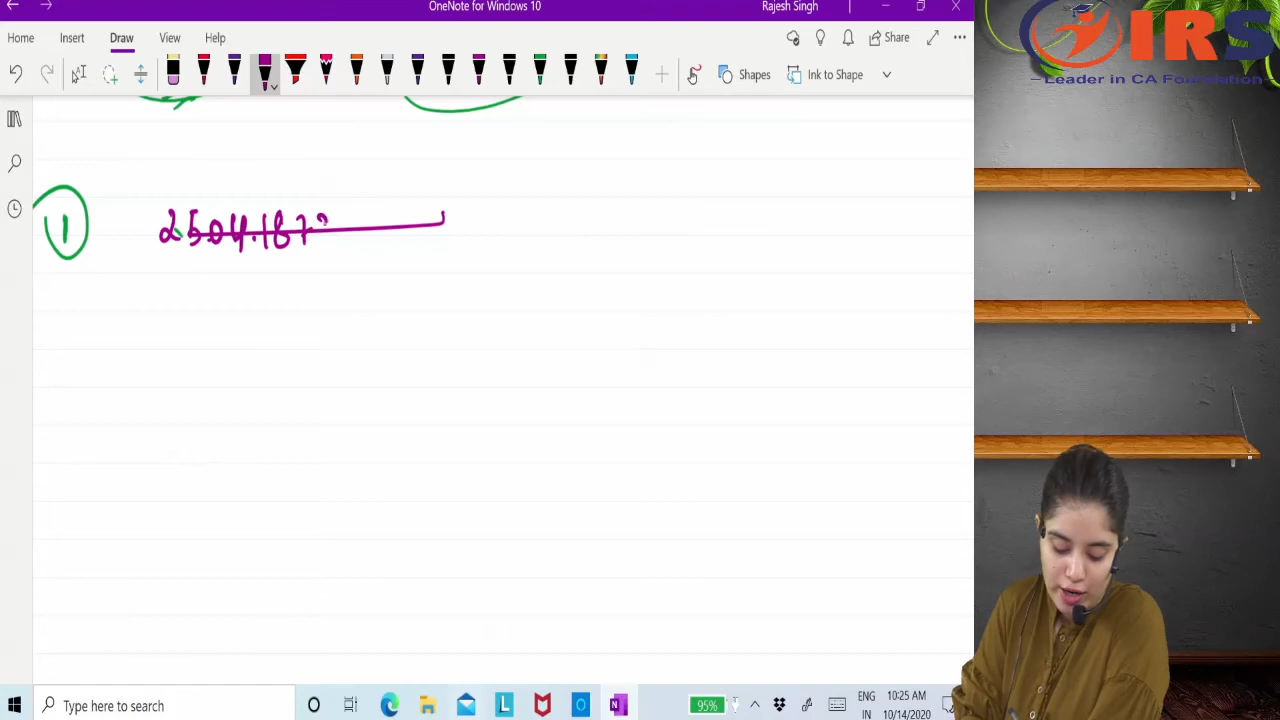 OneNote for Windows 10
Rajesh Singh
Home Insert Draw View Help
Share
Shapes
Ink to Shape
IRS
-Leader in CA Foundation-
1
2504.187
Type here to search
L
95%
ENG
IN
10:25 AM
10/14/2020